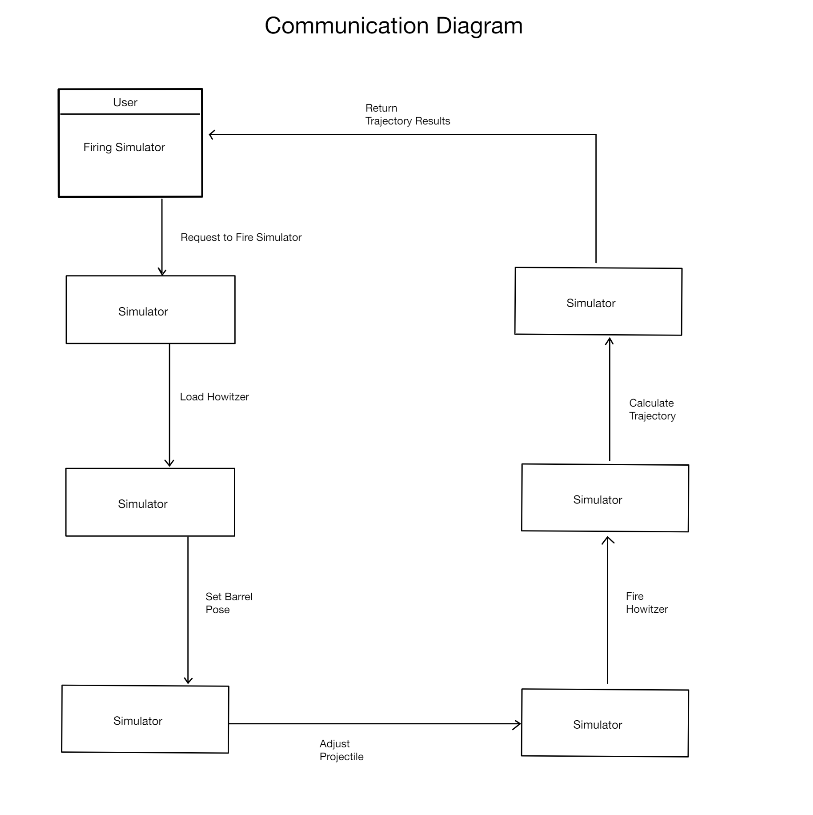 Communication Diagram
User
Firing Simulator
Return
Trajectory Results
Request to Fire Simulator
Simulator
Simulator
Load Howitzer
Calculate
Trajectory
Simulator
Simulator
Set Barrel
Pose
Fire
Howitzer
Simulator
Simulator
Adjust
Projectile